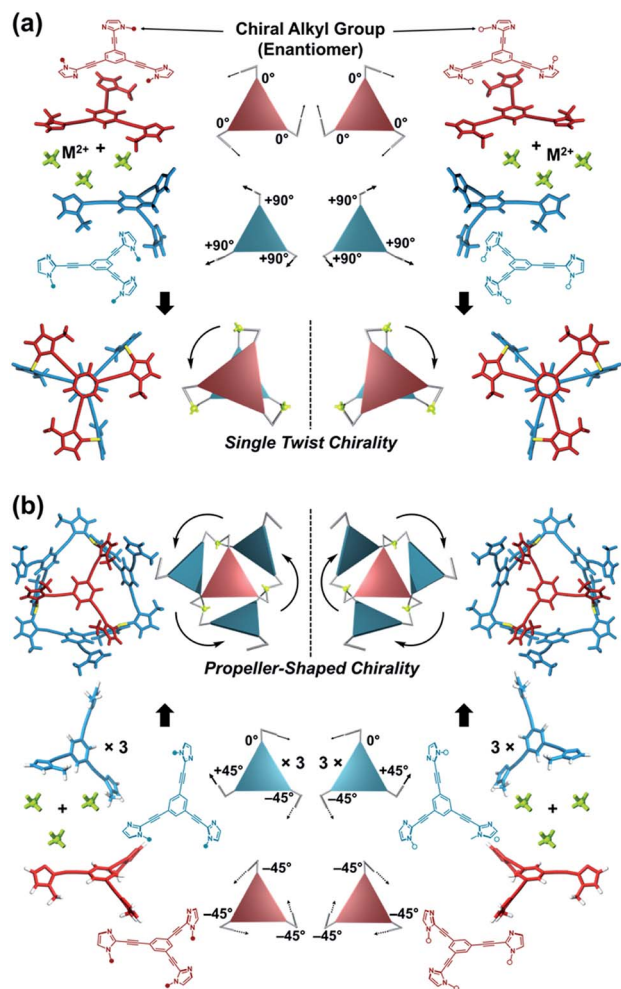 (a)
Chiral Alkyl Group
(Enantiomer)
0° 0°
0° 0° 0° 0°
M²⁺ +
+ M²⁺
+90° +90°
+90° +90° +90° +90°
Single Twist Chirality
(b)
Propeller-Shaped Chirality
0° 0°
× 3
× 3 3 ×
3 ×
+45° +45°
−45° −45°
+
+
−45° −45°
−45° −45° −45° −45°